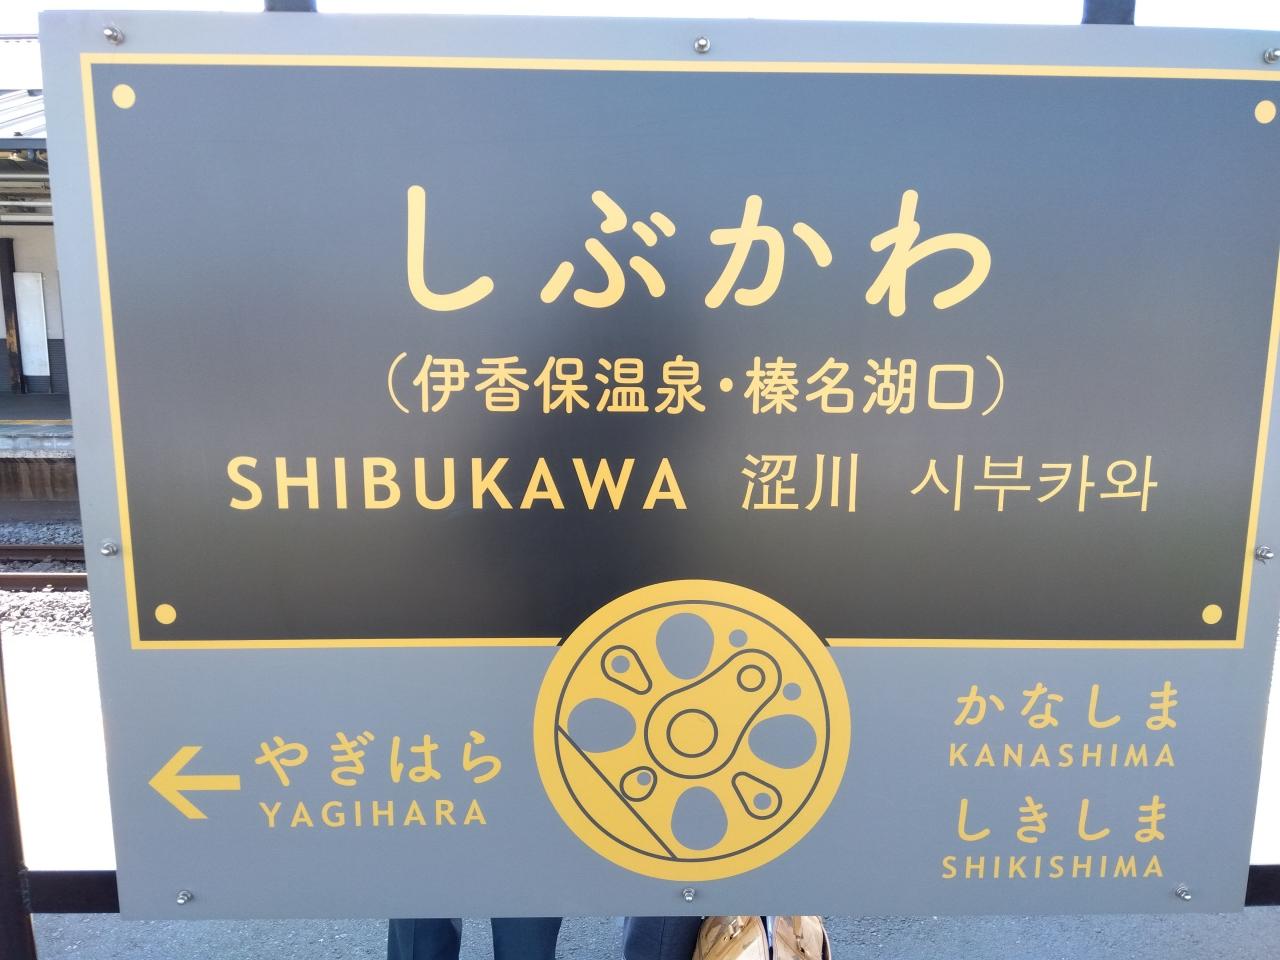 しぶかわ
（伊香保温泉・榛名湖口）
SHIBUKAWA 涩川 시부카와
やぎはら
YAGIHARA
かなしま
KANASHIMA
しきしま
SHIKISHIMA